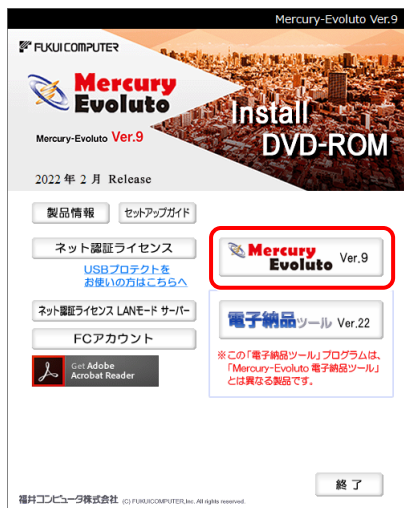 Mercury-Evoluto Ver.9
FUKUI COMPUTER
Mercury
Evoluto
Mercury-Evoluto Ver.9
Install
DVD-ROM
2022 年 2 月 Release
製品情報
セットアップガイド
ネット認証ライセンス
USBプロテクトを
お使いの方はこちらへ
ネット認証ライセンス LANモード サーバー
FCアカウント
Get Adobe
Acrobat Reader
Mercury
Evoluto Ver.9
電子納品ツール Ver.22
※この「電子納品ツール」プログラムは、
「Mercury-Evoluto 電子納品ツール」
とは異なる製品です。
終 了
福井コンピュータ株式会社 (C) FUKUICOMPUTER,Inc. All rights reserved.